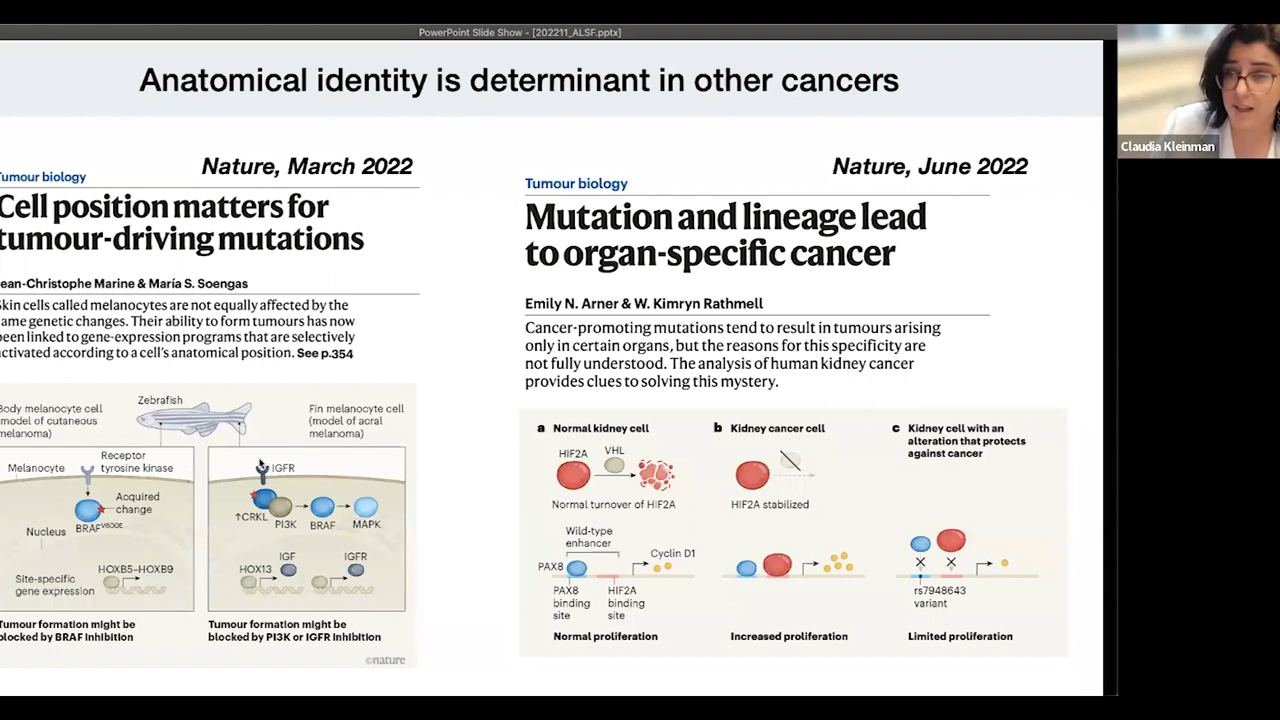 PowerPoint Slide Show - [202211_ALSF.pptx]
Anatomical identity is determinant in other cancers
Nature, March 2022
Tumour biology
Cell position matters for
tumour-driving mutations
Jean-Christophe Marine & María S. Soengas
Skin cells called melanocytes are not equally affected by the
same genetic changes. Their ability to form tumours has now
been linked to gene-expression programs that are selectively
activated according to a cell's anatomical position. See p.354
Body melanocyte cell
(model of cutaneous
melanoma)
Zebrafish
Fin melanocyte cell
(model of acral
melanoma)
Melanocyte
Receptor
tyrosine kinase
Acquired
change
BRAFV600E
Nucleus
Site-specific
gene expression
HOXB5–HOXB9
IGFR
↑CRKL
PI3K
BRAF
MAPK
HOX13
IGF
IGFR
Tumour formation might be
blocked by BRAF inhibition
Tumour formation might be
blocked by PI3K or IGFR inhibition
©nature
Nature, June 2022
Tumour biology
Mutation and lineage lead
to organ-specific cancer
Emily N. Arner & W. Kimryn Rathmell
Cancer-promoting mutations tend to result in tumours arising
only in certain organs, but the reasons for this specificity are
not fully understood. The analysis of human kidney cancer
provides clues to solving this mystery.
a Normal kidney cell
HIF2A
VHL
Normal turnover of HIF2A
Wild-type
enhancer
PAX8
Cyclin D1
PAX8
binding
site
HIF2A
binding
site
Normal proliferation
b Kidney cancer cell
HIF2A stabilized
Increased proliferation
c Kidney cell with an
alteration that protects
against cancer
rs7948643
variant
Limited proliferation
Claudia Kleinman